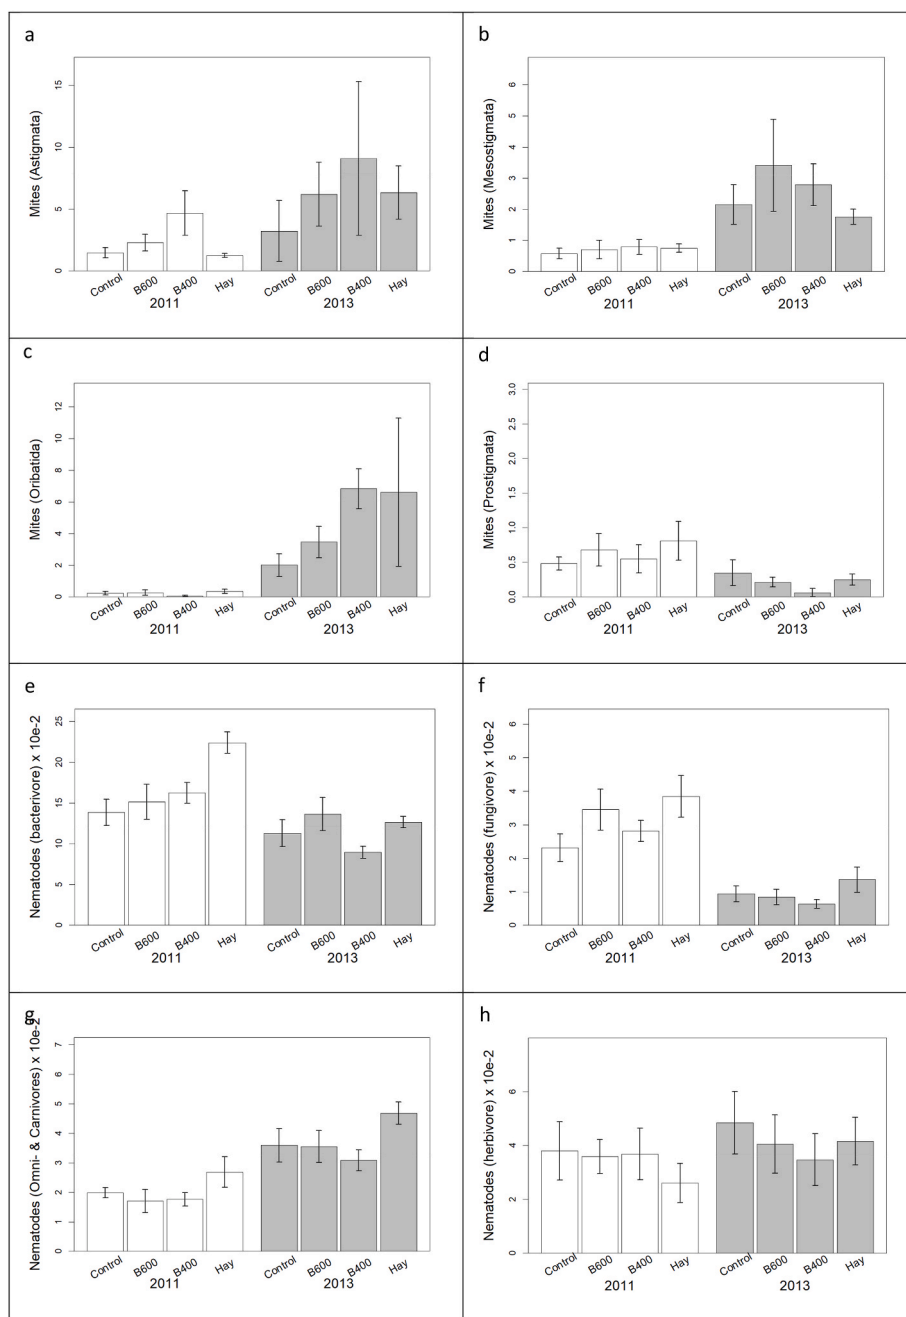 a
Mites (Astigmata)
15
10
5
0
Control B600 B400 Hay Control B600 B400 Hay
2011 2013
b
Mites (Mesostigmata)
6
5
4
3
2
1
0
Control B600 B400 Hay Control B600 B400 Hay
2011 2013
c
Mites (Oribatida)
12
10
8
6
4
2
0
Control B600 B400 Hay Control B600 B400 Hay
2011 2013
d
Mites (Prostigmata)
3.0
2.5
2.0
1.5
1.0
0.5
0.0
Control B600 B400 Hay Control B600 B400 Hay
2011 2013
e
Nematodes (bacterivore) x 10e-2
25
20
15
10
5
0
Control B600 B400 Hay Control B600 B400 Hay
2011 2013
f
Nematodes (fungivore) x 10e-2
6
5
4
3
2
1
0
Control B600 B400 Hay Control B600 B400 Hay
2011 2013
g
Nematodes (Omni- & Carnivores) x 10e-2
7
6
5
4
3
2
1
0
Control B600 B400 Hay Control B600 B400 Hay
2011 2013
h
Nematodes (herbivore) x 10e-2
6
4
2
0
Control B600 B400 Hay Control B600 B400 Hay
2011 2013